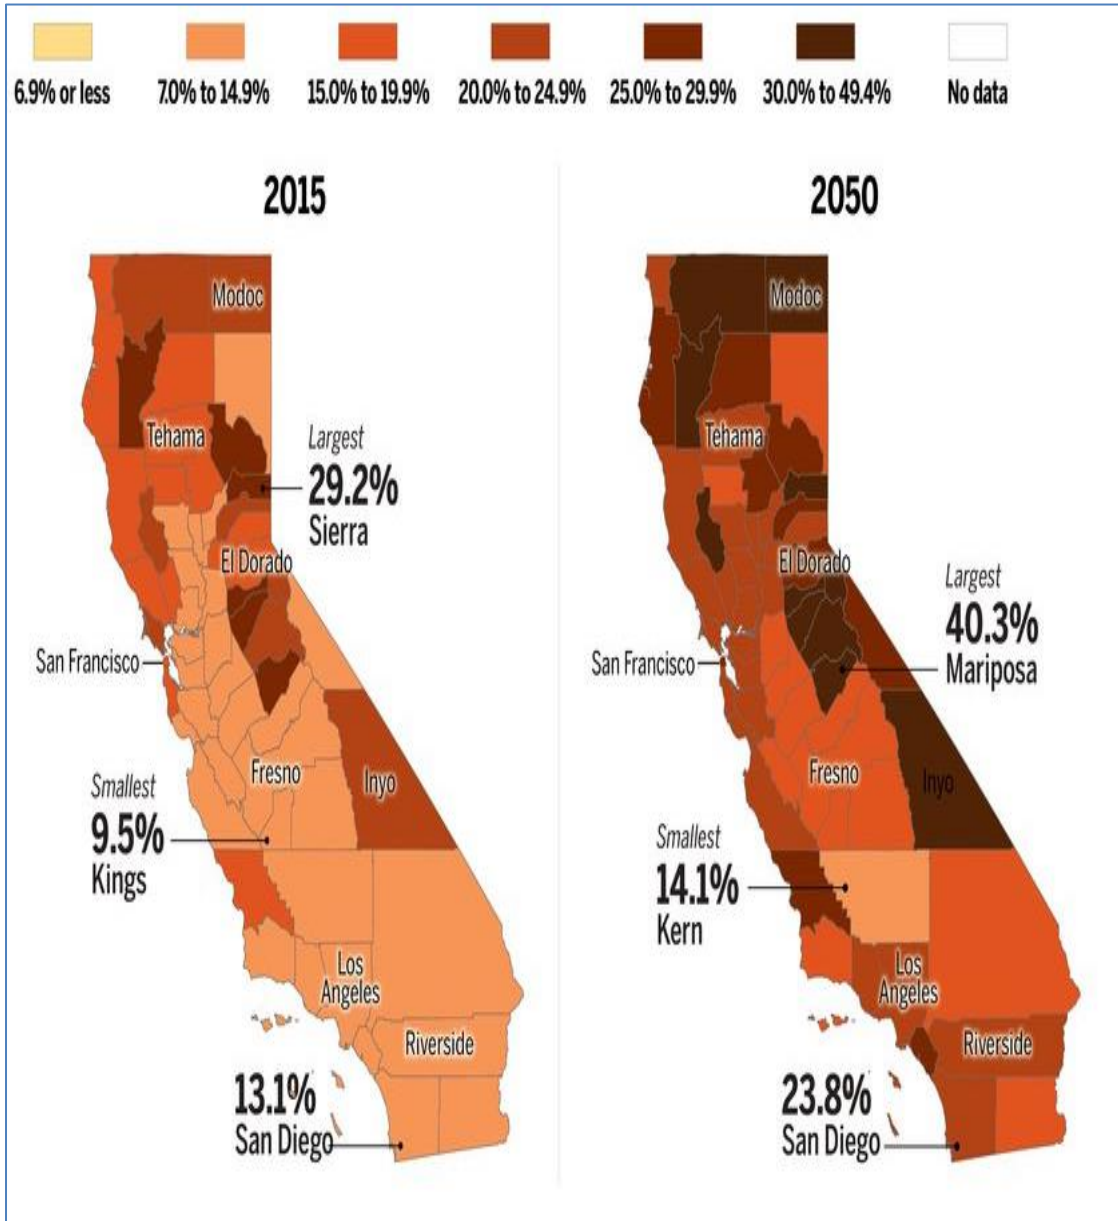 6.9% or less
7.0% to 14.9%
15.0% to 19.9%
20.0% to 24.9%
25.0% to 29.9%
30.0% to 49.4%
No data
2015
Modoc
Tehama
Largest
29.2%
Sierra
El Dorado
San Francisco
Fresno
Inyo
Smallest
9.5%
Kings
Los
Angeles
Riverside
13.1%
San Diego
2050
Modoc
Tehama
El Dorado
Largest
40.3%
Mariposa
San Francisco
Fresno
Inyo
Smallest
14.1%
Kern
Los
Angeles
Riverside
23.8%
San Diego